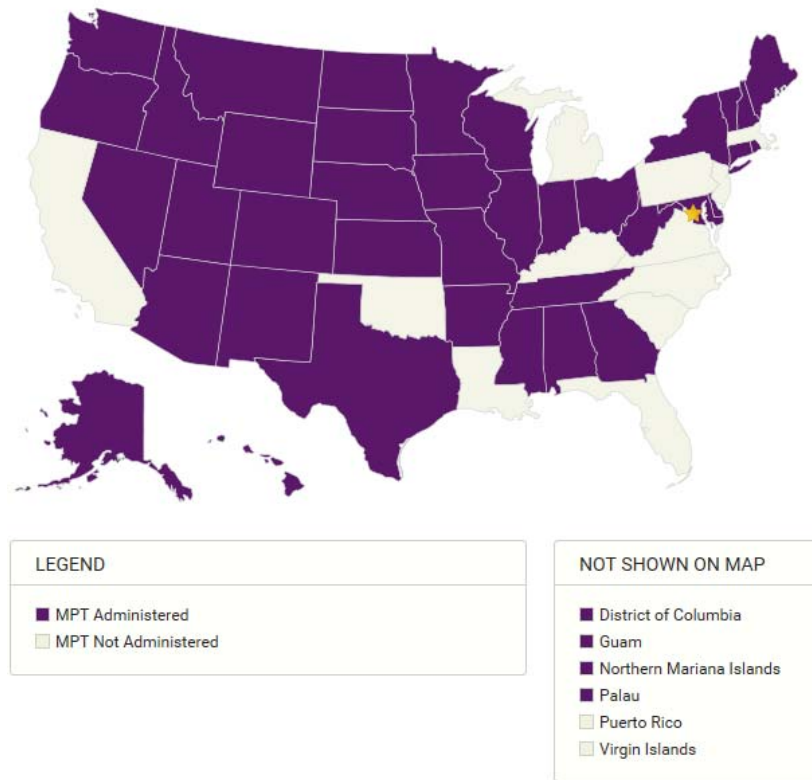 LEGEND
MPT Administered
MPT Not Administered
NOT SHOWN ON MAP
District of Columbia
Guam
Northern Mariana Islands
Palau
Puerto Rico
Virgin Islands